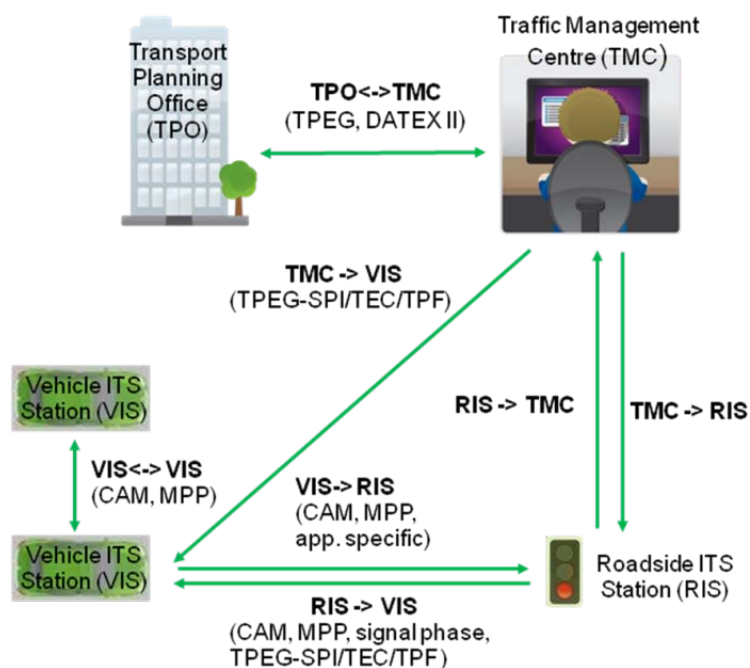 Transport
Planning
Office
(TPO)
TPO<->TMC
(TPEG, DATEX II)
Traffic Management
Centre (TMC)
TMC -> VIS
(TPEG-SPI/TEC/TPF)
Vehicle ITS
Station (VIS)
RIS -> TMC
TMC -> RIS
VIS<-> VIS
(CAM, MPP)
VIS-> RIS
(CAM, MPP,
app. specific)
Vehicle ITS
Station (VIS)
Roadside ITS
Station (RIS)
RIS -> VIS
(CAM, MPP, signal phase,
TPEG-SPI/TEC/TPF)